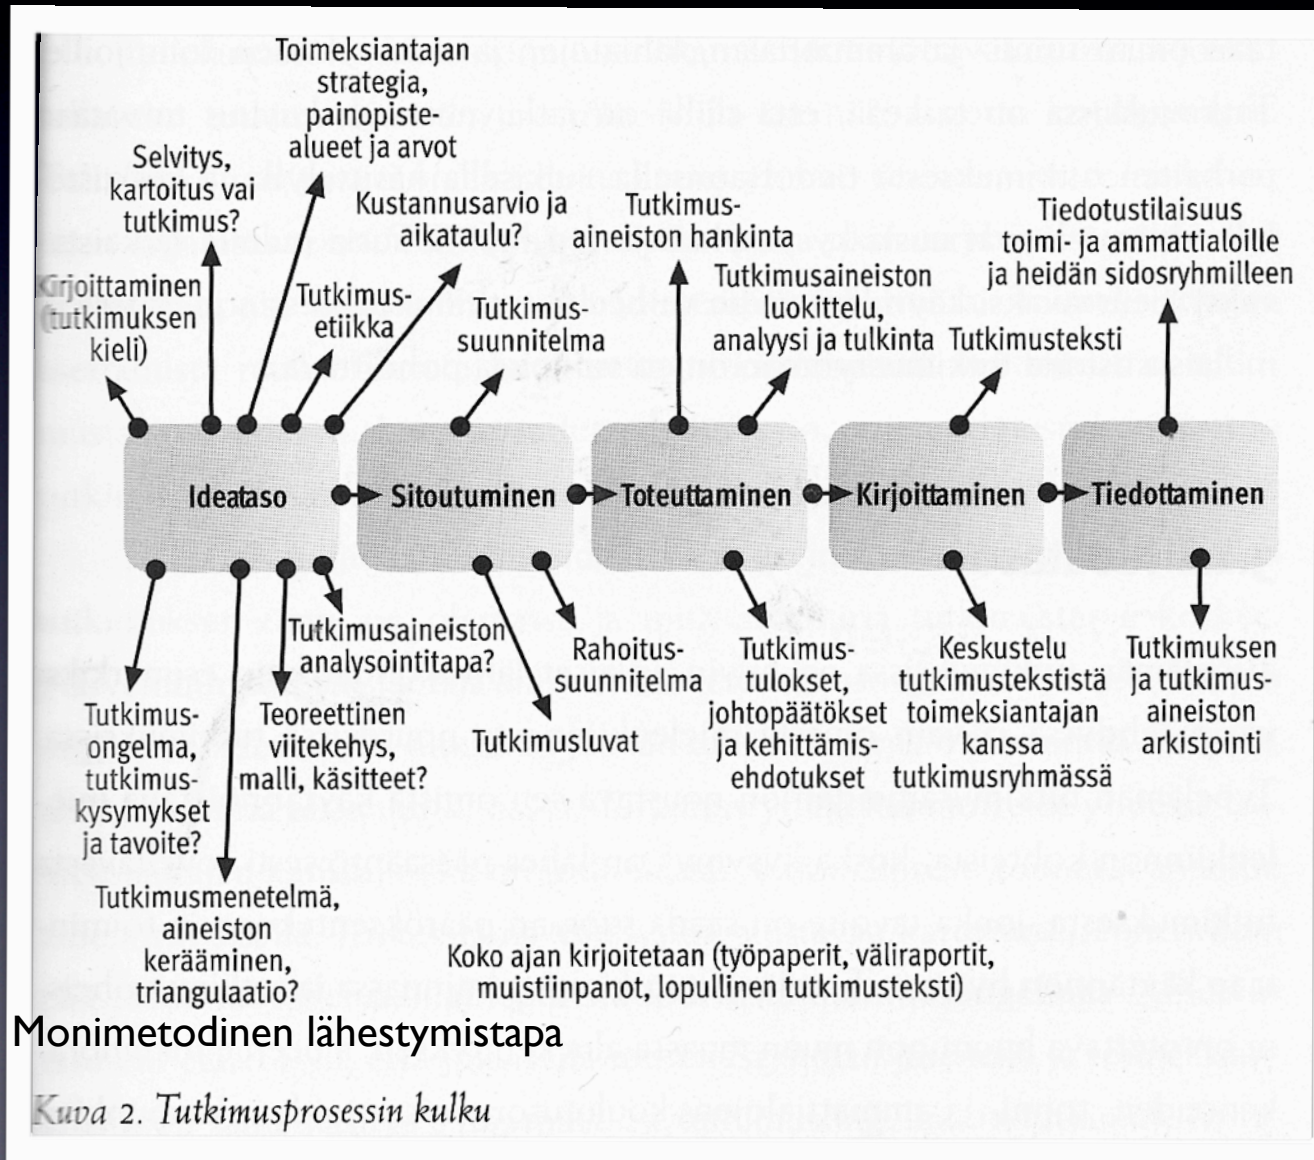 Toimeksiantajan
strategia,
painopiste-
alueet ja arvot
Selvitys,
kartoitus vai
tutkimus?
Kustannusarvio ja
aikataulu?
Tutkimus-
aineiston hankinta
Tiedotustilaisuus
toimi- ja ammattialoille
ja heidän sidosryhmilleen
Kirjoittaminen
(tutkimuksen
kieli)
Tutkimus-
etiikka
Tutkimus-
suunnitelma
Tutkimusaineiston
luokittelu,
analyysi ja tulkinta
Tutkimusteksti
Ideataso
Sitoutuminen
Toteuttaminen
Kirjoittaminen
Tiedottaminen
Tutkimusaineiston
analysointitapa?
Rahoitus-
suunnitelma
Tutkimus-
tulokset,
johtopäätökset
ja kehittämis-
ehdotukset
Keskustelu
tutkimustekstistä
toimeksiantajan
kanssa
tutkimusryhmässä
Tutkimuksen
ja tutkimus-
aineiston
arkistointi
Tutkimus-
ongelma,
tutkimus-
kysymykset
ja tavoite?
Teoreettinen
viitekehys,
malli, käsitteet?
Tutkimusluvat
Tutkimusmenetelmä,
aineiston
kerääminen,
triangulaatio?
Koko ajan kirjoitetaan (työpaperit, väliraportit,
muistiinpanot, lopullinen tutkimusteksti)
Monimetodinen lähestymistapa
Kuva 2. Tutkimusprosessin kulku